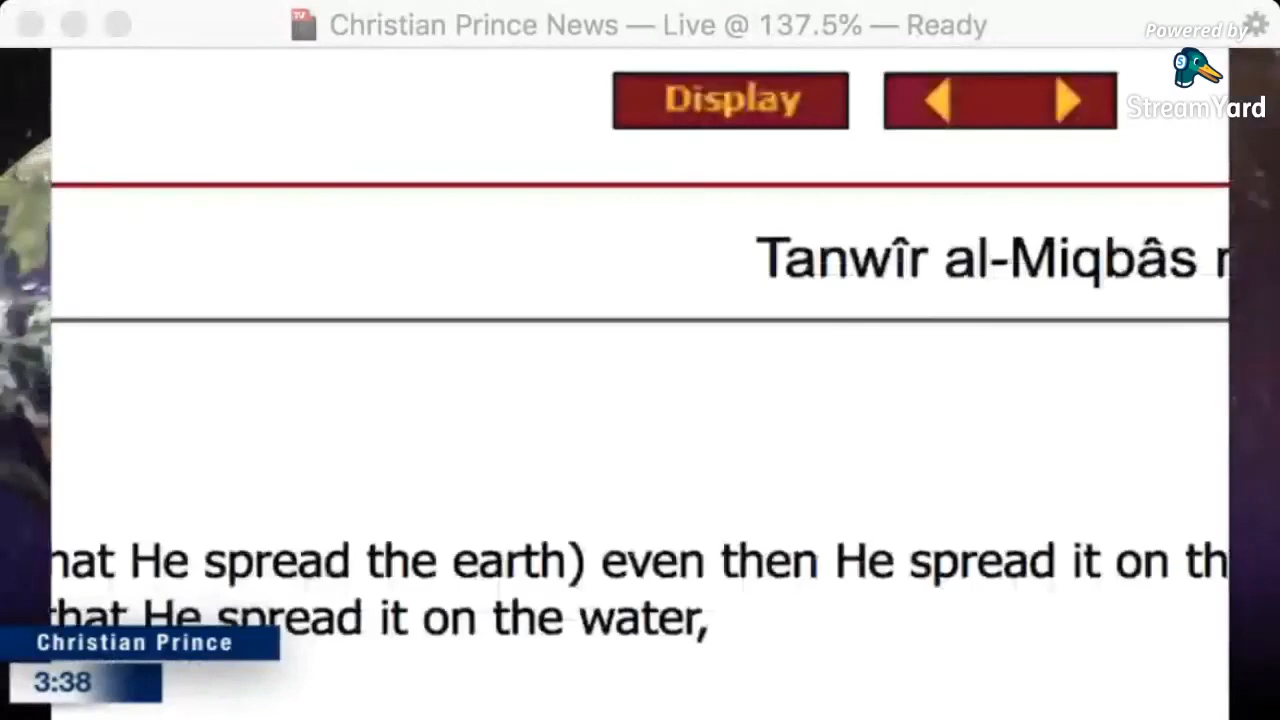 Christian Prince News — Live @ 137.5% — Ready
Powered by
StreamYard
Display
Tanwîr al-Miqbâs
hat He spread the earth) even then He spread it on th
that He spread it on the water,
Christian Prince
3:38